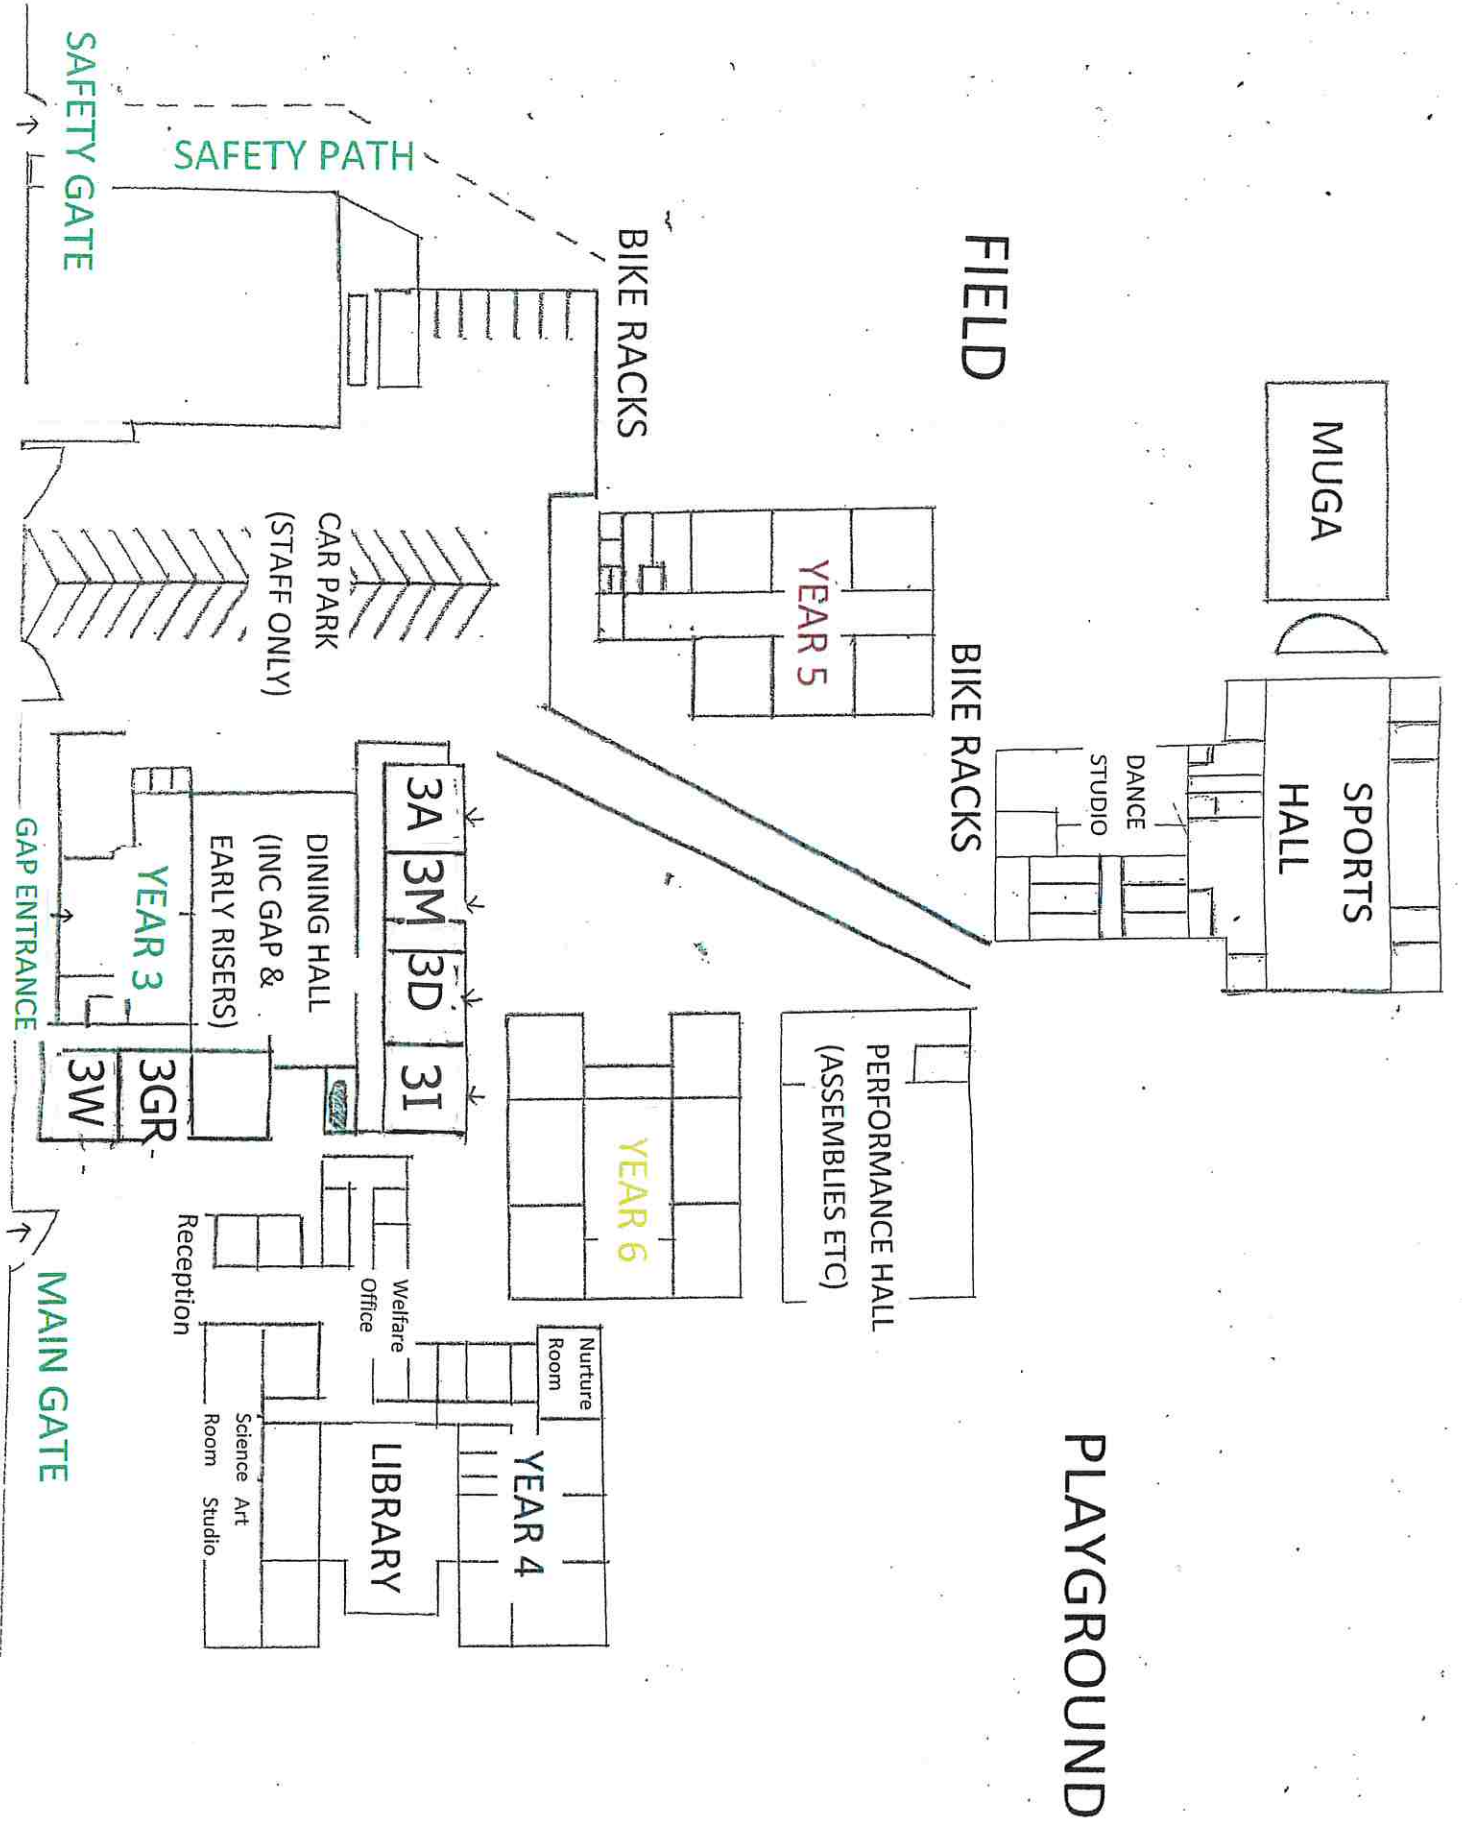 SAFETY GATE
SAFETY PATH
BIKE RACKS
FIELD
MUGA
CAR PARK
(STAFF ONLY)
YEAR 5
BIKE RACKS
DANCE
STUDIO
SPORTS
HALL
GAP ENTRANCE
YEAR 3
DINING HALL
(INC GAP &
EARLY RISERS)
3A
3M
3D
3I
3W
3GR
YEAR 6
PERFORMANCE HALL
(ASSEMBLIES ETC)
MAIN GATE
Reception
Welfare
Office
Nurture
Room
Science Art
Room Studio
LIBRARY
YEAR 4
PLAYGROUND